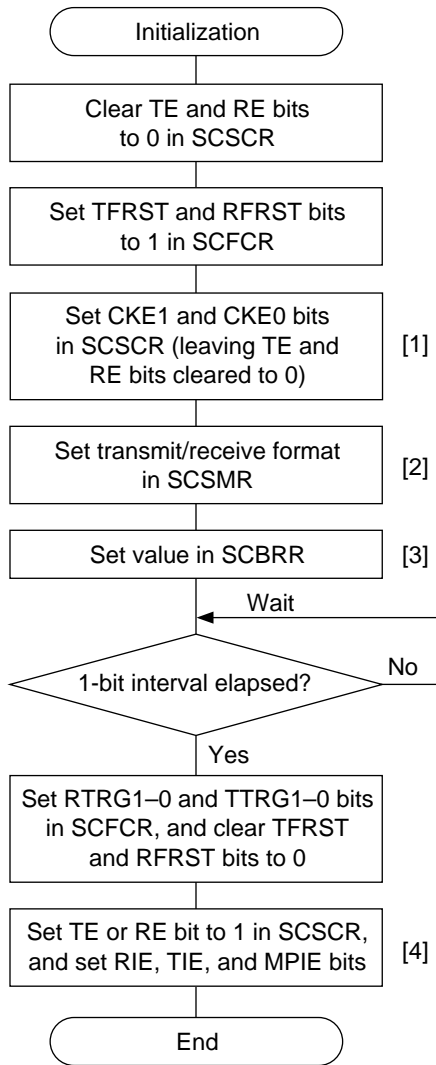 Initialization
Clear TE and RE bits
to 0 in SCSCR
Set TFRST and RFRST bits
to 1 in SCFCR
Set CKE1 and CKE0 bits
in SCSCR (leaving TE and
RE bits cleared to 0)
[1]
Set transmit/receive format
in SCSMR
[2]
Set value in SCBRR
[3]
Wait
1-bit interval elapsed?
No
Yes
Set RTRG1–0 and TTRG1–0 bits
in SCFCR, and clear TFRST
and RFRST bits to 0
Set TE or RE bit to 1 in SCSCR,
and set RIE, TIE, and MPIE bits
[4]
End